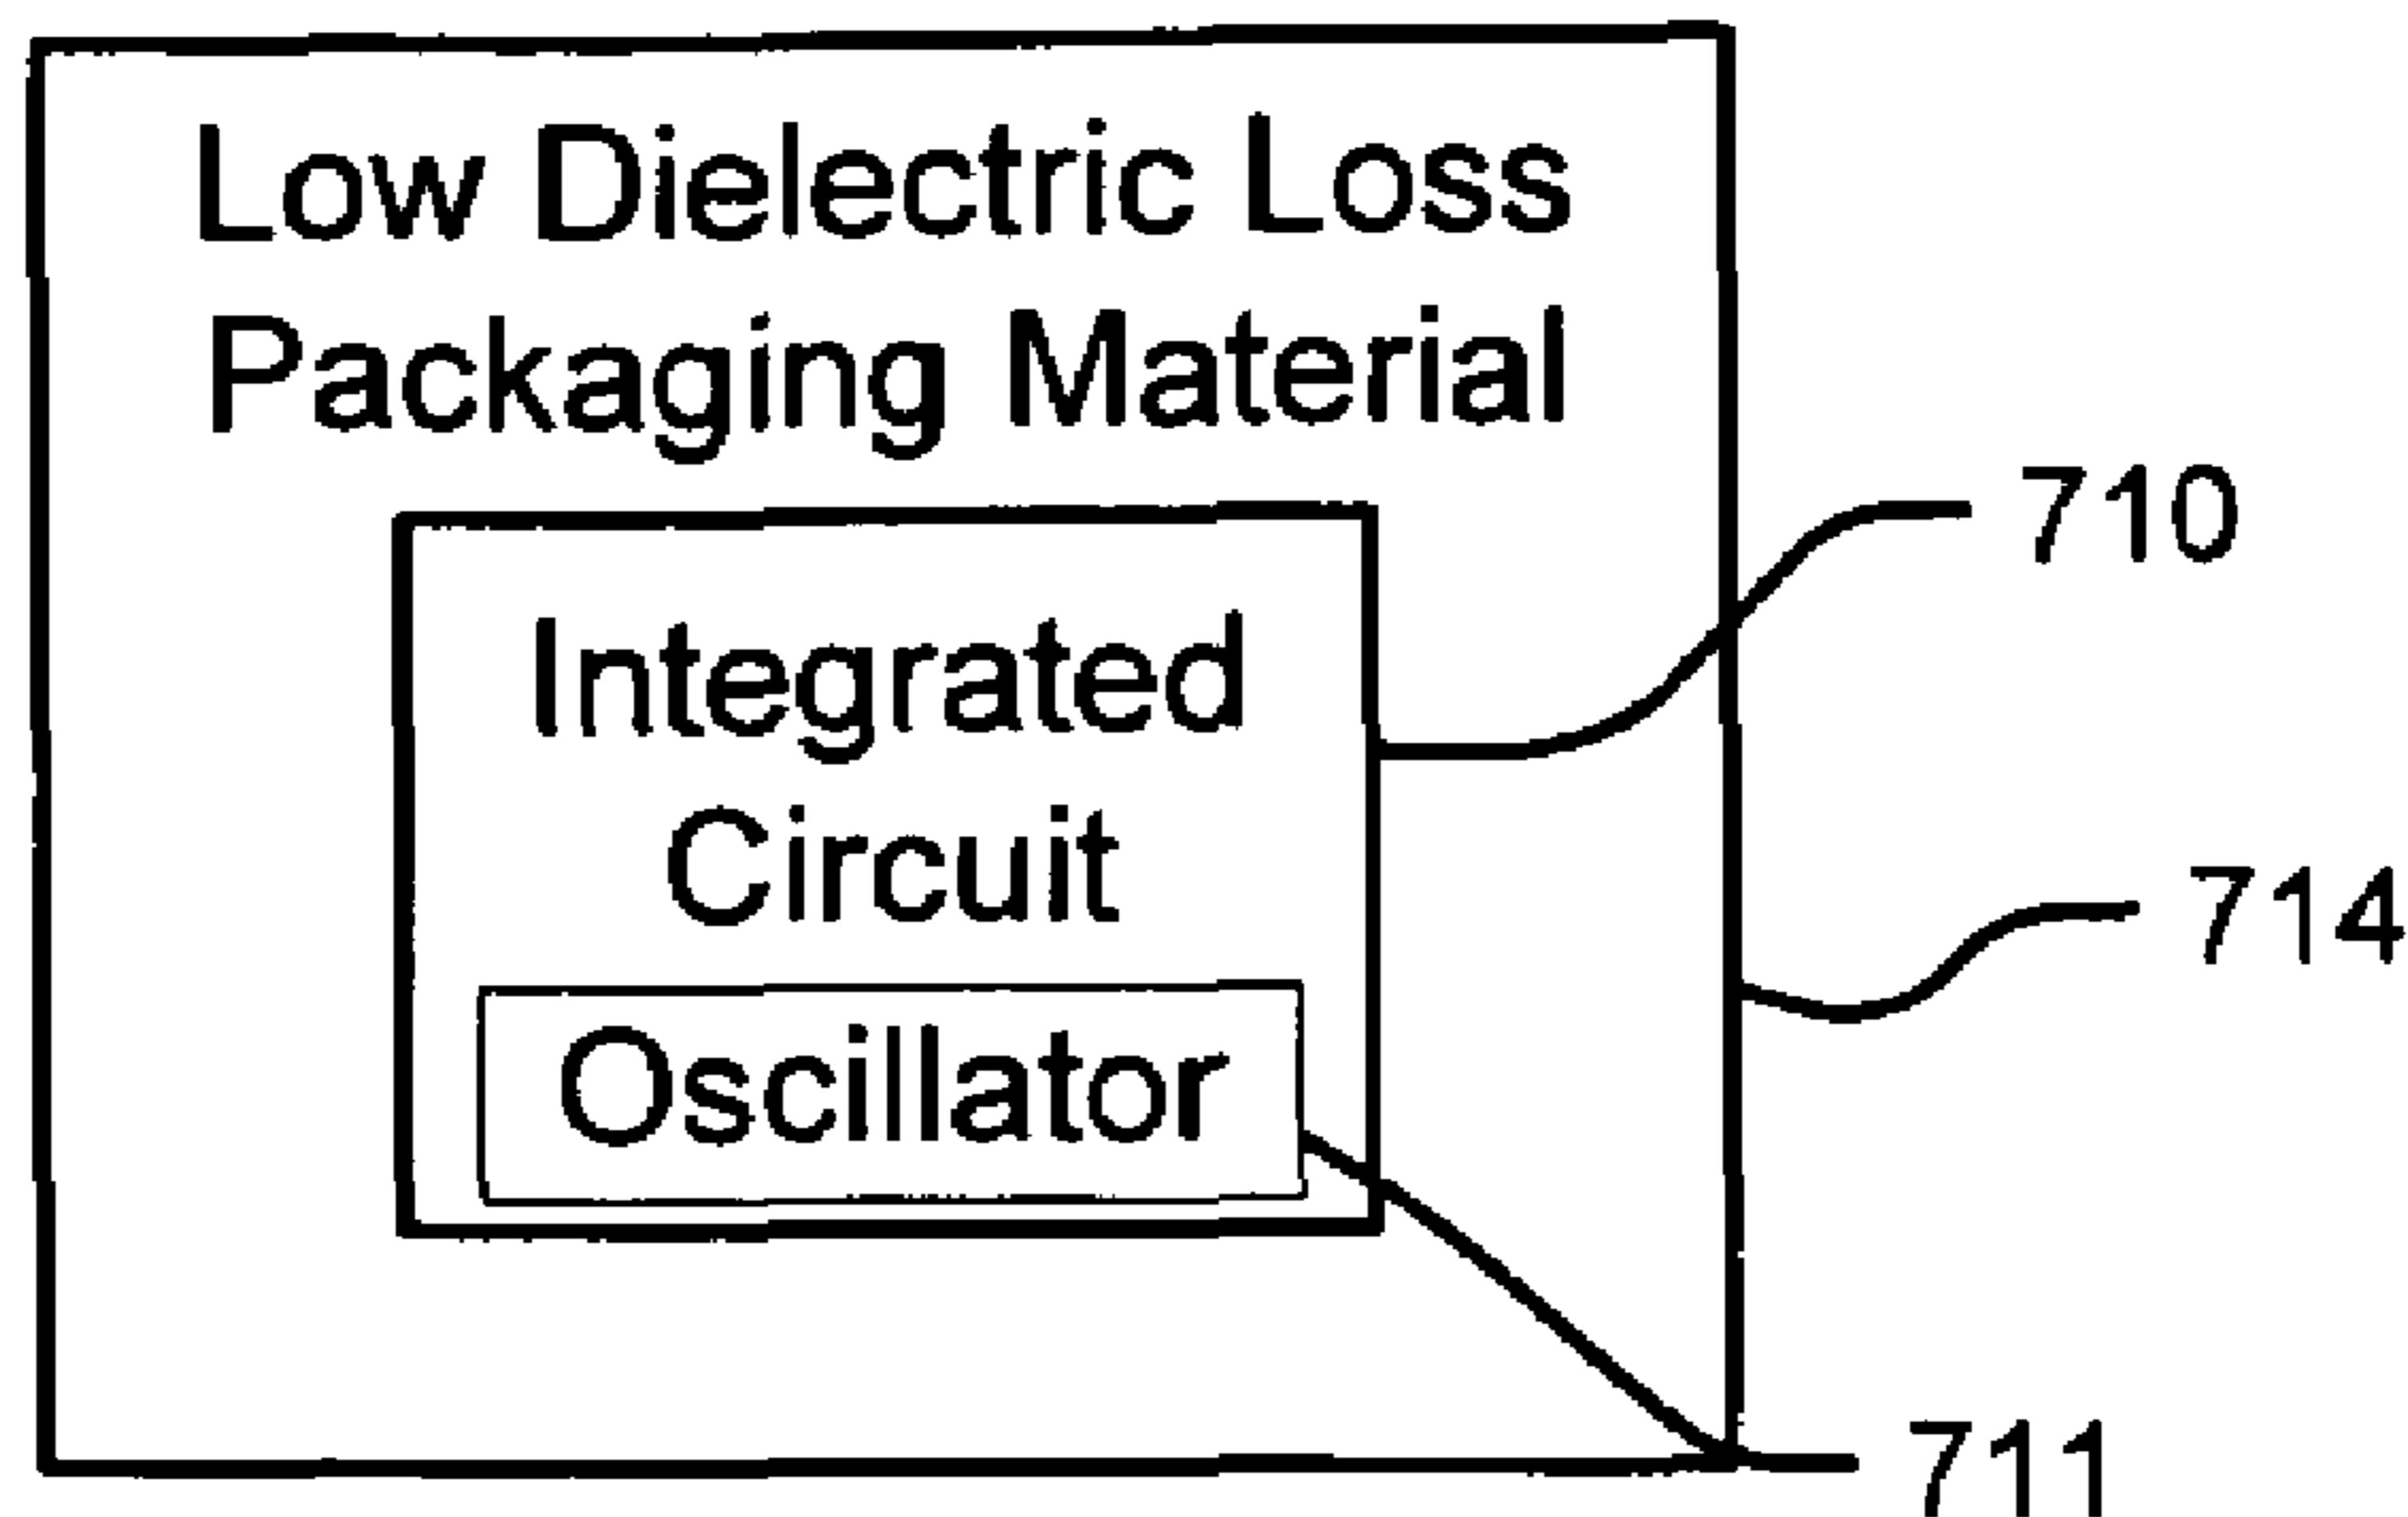 Low Dielectric Loss
Packaging Material
710
Integrated
Circuit
714
Oscillator
711